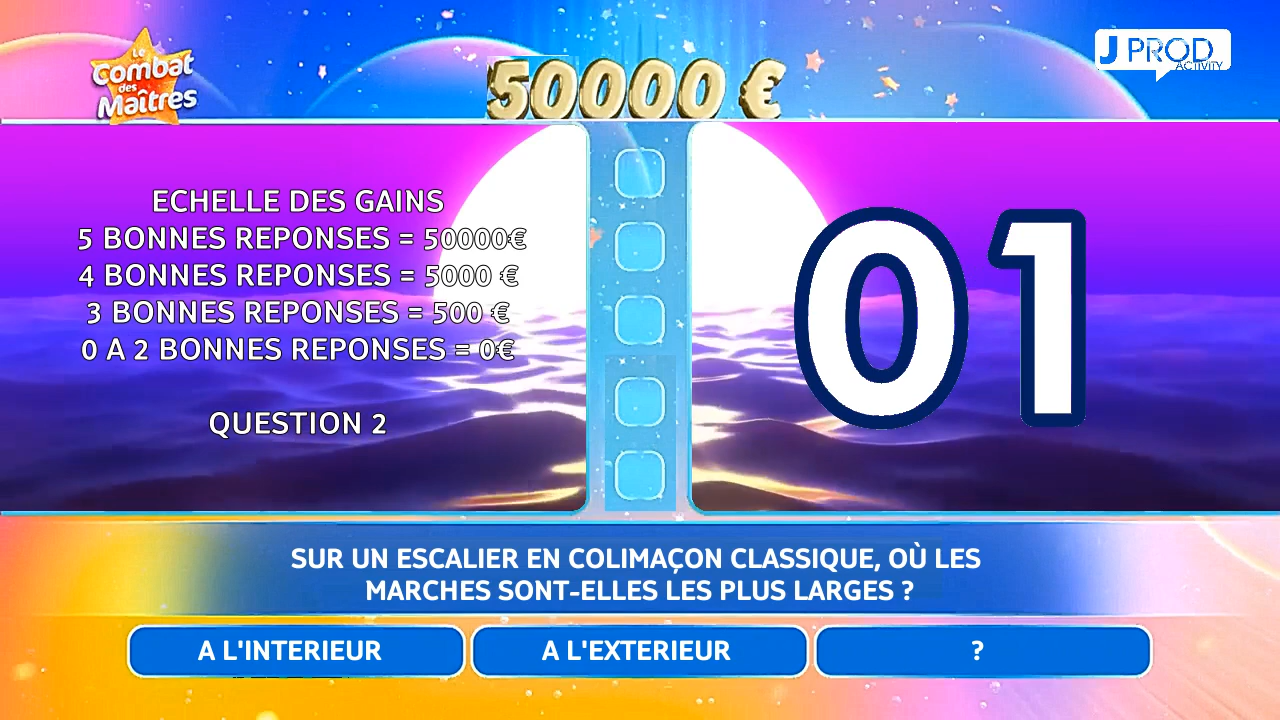 Le
Combat
des
Maîtres
50000 €
J PROD
ACTIVITY
ECHELLE DES GAINS
5 BONNES REPONSES = 50000€
4 BONNES REPONSES = 5000 €
3 BONNES REPONSES = 500 €
0 A 2 BONNES REPONSES = 0€
QUESTION 2
01
SUR UN ESCALIER EN COLIMAÇON CLASSIQUE, OÙ LES
MARCHES SONT-ELLES LES PLUS LARGES ?
A L'INTERIEUR
A L'EXTERIEUR
?